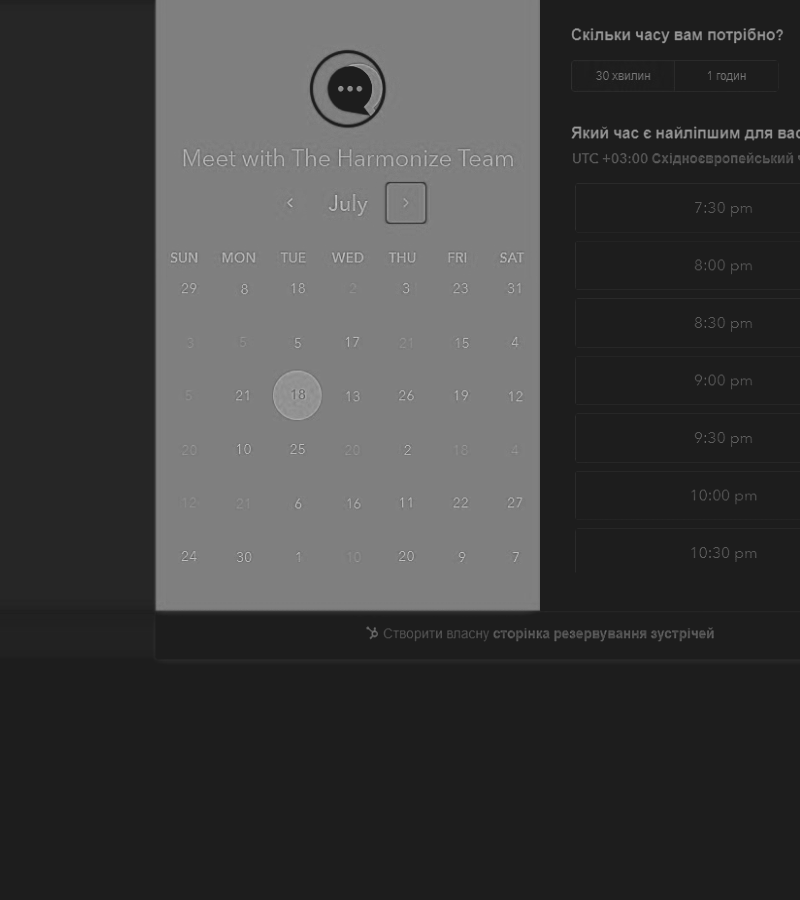 Meet with The Harmonize Team
July
SUN MON TUE WED THU FRI SAT
29 8 18 2 3 23 31
3 5 5 17 21 15 4
5 21 18 13 26 19 12
20 10 25 20 2 18 4
12 21 6 16 11 22 27
24 30 1 10 20 9 7
Скільки часу вам потрібно?
30 хвилин 1 годин
Який час є найліпшим для вас
UTC +03:00 Східноєвропейський
7:30 pm
8:00 pm
8:30 pm
9:00 pm
9:30 pm
10:00 pm
10:30 pm
Створити власну сторінка резервування зустрічей